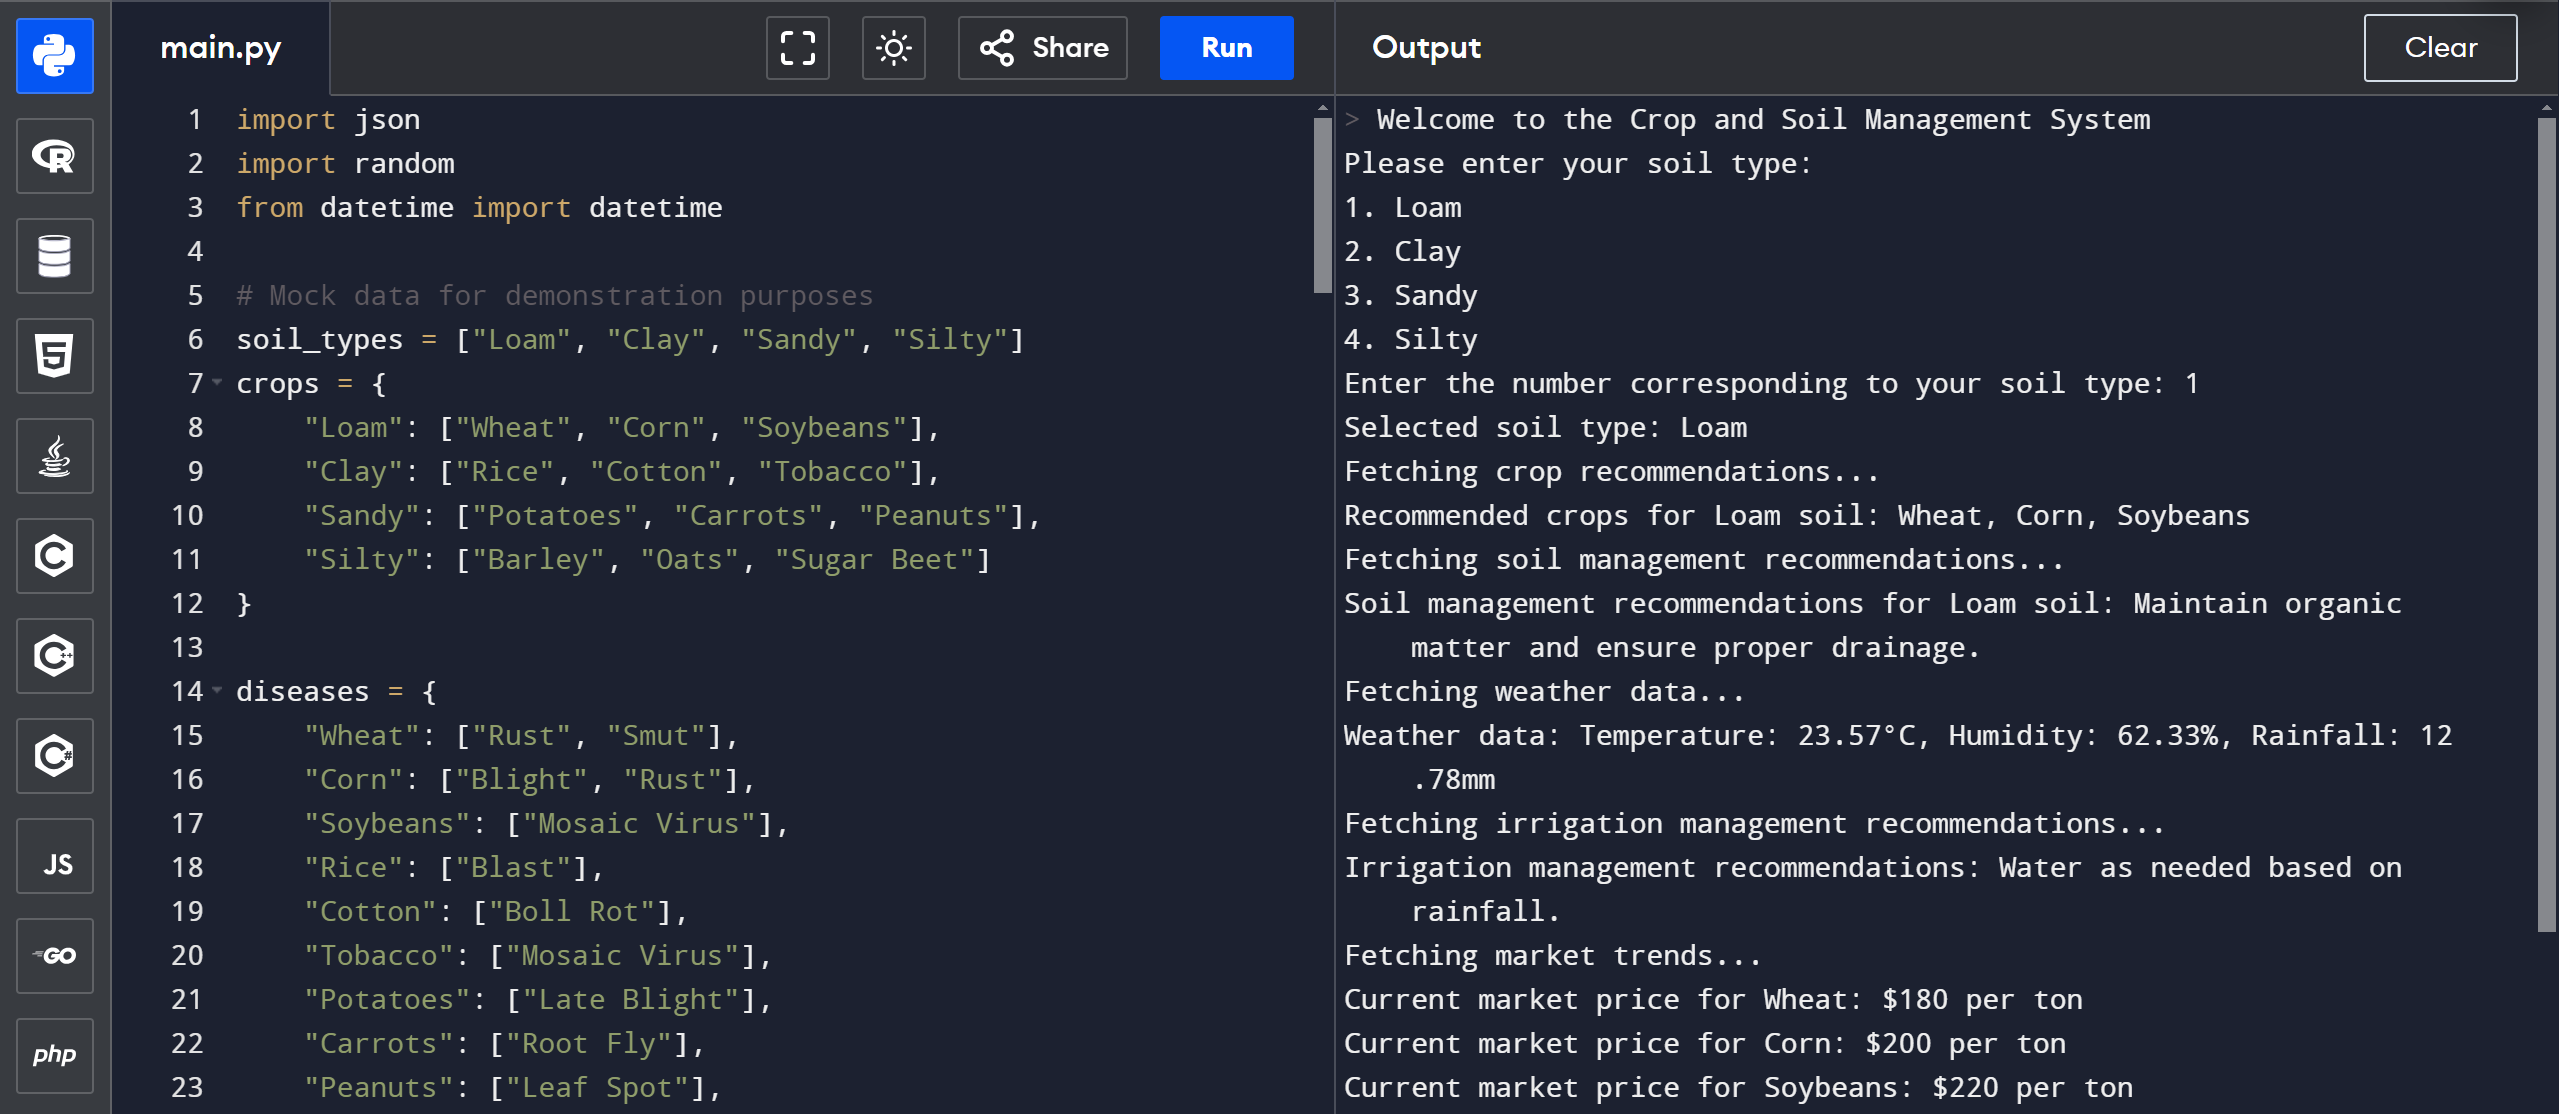 main.py
Share
Run
Output
Clear
R
5
C
C++
C#
JS
GO
php
1 import json
2 import random
3 from datetime import datetime
4
5 # Mock data for demonstration purposes
6 soil_types = ["Loam", "Clay", "Sandy", "Silty"]
7 crops = {
8     "Loam": ["Wheat", "Corn", "Soybeans"],
9     "Clay": ["Rice", "Cotton", "Tobacco"],
10     "Sandy": ["Potatoes", "Carrots", "Peanuts"],
11     "Silty": ["Barley", "Oats", "Sugar Beet"]
12 }
13
14 diseases = {
15     "Wheat": ["Rust", "Smut"],
16     "Corn": ["Blight", "Rust"],
17     "Soybeans": ["Mosaic Virus"],
18     "Rice": ["Blast"],
19     "Cotton": ["Boll Rot"],
20     "Tobacco": ["Mosaic Virus"],
21     "Potatoes": ["Late Blight"],
22     "Carrots": ["Root Fly"],
23     "Peanuts": ["Leaf Spot"],
> Welcome to the Crop and Soil Management System
Please enter your soil type:
1. Loam
2. Clay
3. Sandy
4. Silty
Enter the number corresponding to your soil type: 1
Selected soil type: Loam
Fetching crop recommendations...
Recommended crops for Loam soil: Wheat, Corn, Soybeans
Fetching soil management recommendations...
Soil management recommendations for Loam soil: Maintain organic
    matter and ensure proper drainage.
Fetching weather data...
Weather data: Temperature: 23.57°C, Humidity: 62.33%, Rainfall: 12
    .78mm
Fetching irrigation management recommendations...
Irrigation management recommendations: Water as needed based on
    rainfall.
Fetching market trends...
Current market price for Wheat: $180 per ton
Current market price for Corn: $200 per ton
Current market price for Soybeans: $220 per ton